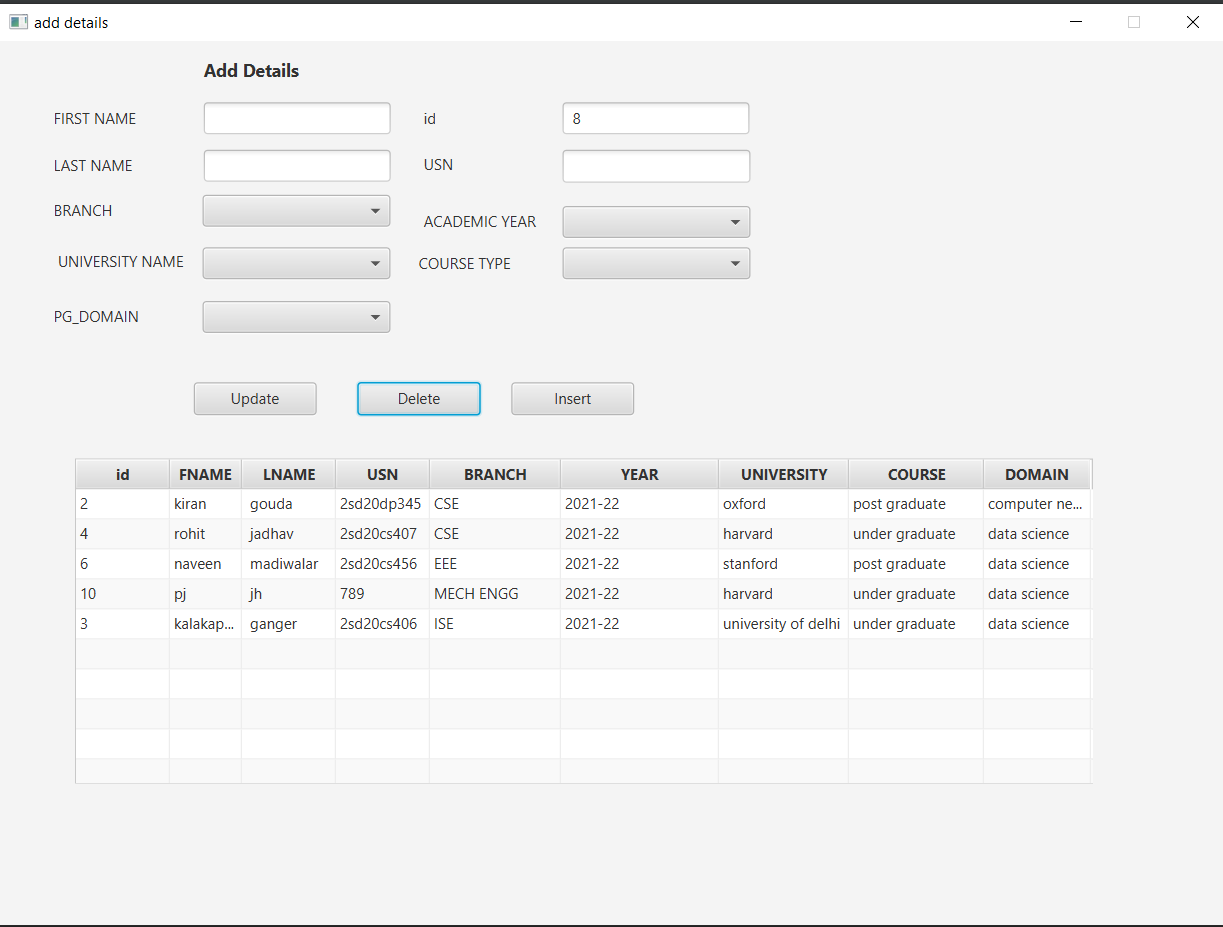 add details
Add Details
FIRST NAME id 8
LAST NAME USN
BRANCH ACADEMIC YEAR
UNIVERSITY NAME COURSE TYPE
PG_DOMAIN
Update Delete Insert
id FNAME LNAME USN BRANCH YEAR UNIVERSITY COURSE DOMAIN
2 kiran gouda 2sd20dp345 CSE 2021-22 oxford post graduate computer ne...
4 rohit jadhav 2sd20cs407 CSE 2021-22 harvard under graduate data science
6 naveen madiwalar 2sd20cs456 EEE 2021-22 stanford post graduate data science
10 pj jh 789 MECH ENGG 2021-22 harvard under graduate data science
3 kalakap... ganger 2sd20cs406 ISE 2021-22 university of delhi under graduate data science